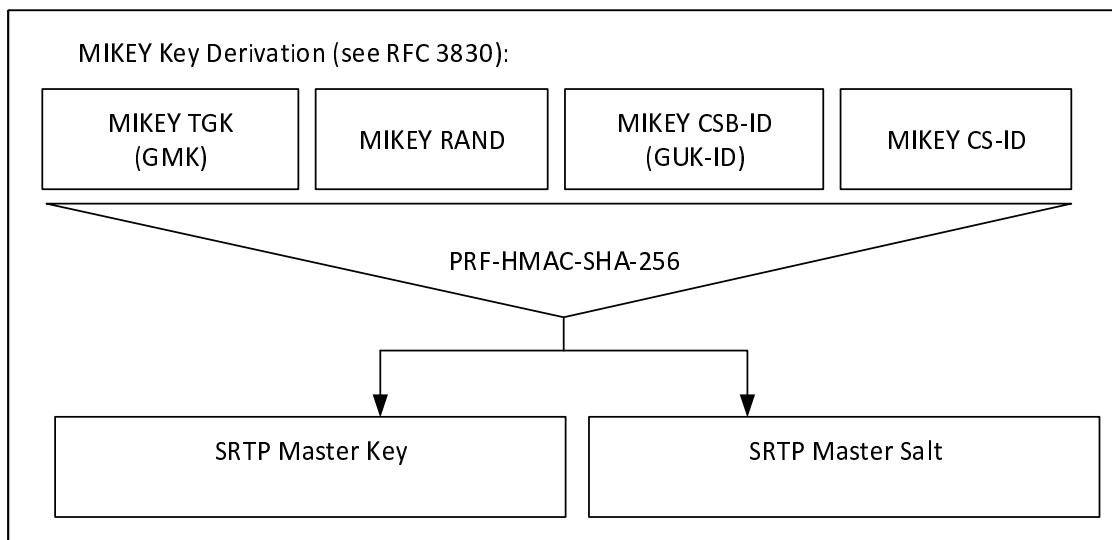 MIKEY Key Derivation (see RFC 3830):
MIKEY TGK
(GMK)
MIKEY RAND
MIKEY CSB-ID
(GUK-ID)
MIKEY CS-ID
PRF-HMAC-SHA-256
SRTP Master Key
SRTP Master Salt